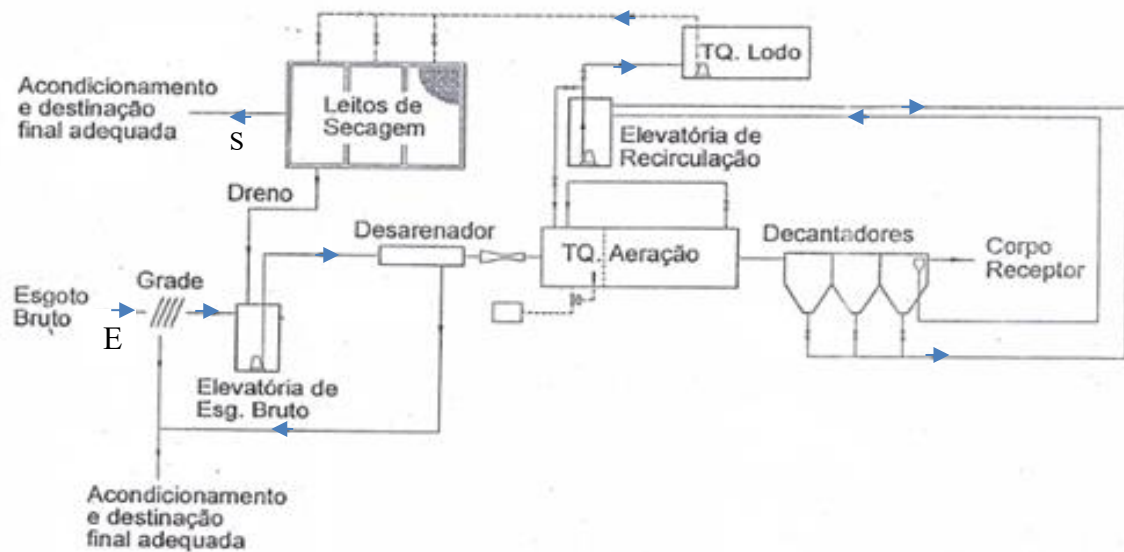 TQ. Lodo
Acondicionamento
e destinação
final adequada
S
Leitos de
Secagem
Elevatória de
Recirculação
Dreno
Desarenador
TQ. Aeração
Decantadores
Corpo
Receptor
Grade
Esgoto
Bruto
E
Elevatória de
Esg. Bruto
Acondicionamento
e destinação
final adequada